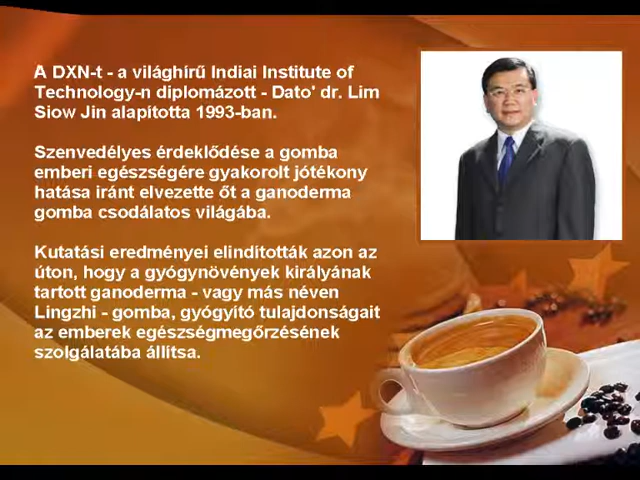 A DXN-t - a világhírű Indiai Institute of
Technology-n diplomázott - Dato' dr. Lim
Siow Jin alapította 1993-ban.
Szenvedélyes érdeklődése a gomba
emberi egészségére gyakorolt jótékony
hatása iránt elvezette őt a ganoderma
gomba csodálatos világába.
Kutatási eredményei elindították azon az
úton, hogy a gyógynövények királyának
tartott ganoderma - vagy más néven
Lingzhi - gomba, gyógyító tulajdonságait
az emberek egészségmegőrzésének
szolgálatába állítsa.